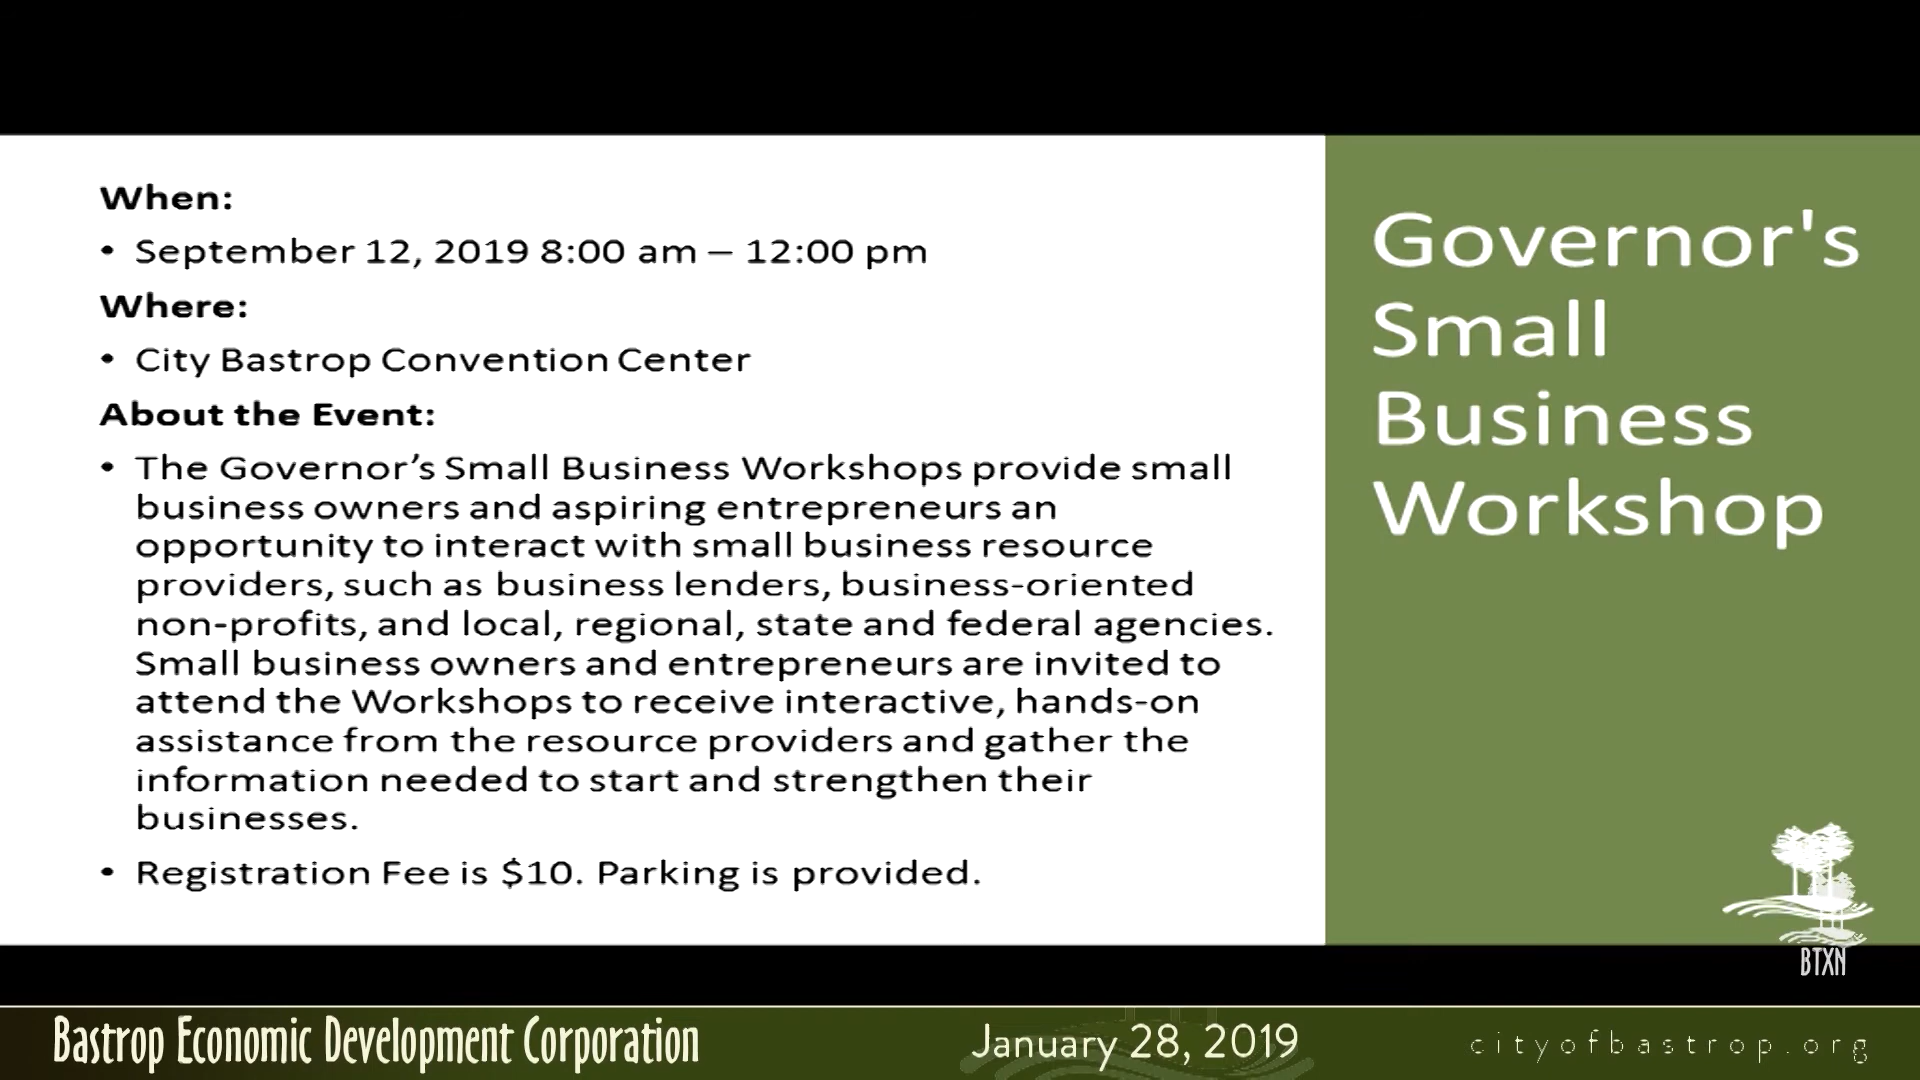 When:
• September 12, 2019 8:00 am – 12:00 pm
Where:
• City Bastrop Convention Center
About the Event:
• The Governor’s Small Business Workshops provide small
business owners and aspiring entrepreneurs an
opportunity to interact with small business resource
providers, such as business lenders, business-oriented
non-profits, and local, regional, state and federal agencies.
Small business owners and entrepreneurs are invited to
attend the Workshops to receive interactive, hands-on
assistance from the resource providers and gather the
information needed to start and strengthen their
businesses.
• Registration Fee is $10. Parking is provided.
Governor's
Small
Business
Workshop
BTXN
Bastrop Economic Development Corporation
January 28, 2019
cityofbastrop.org